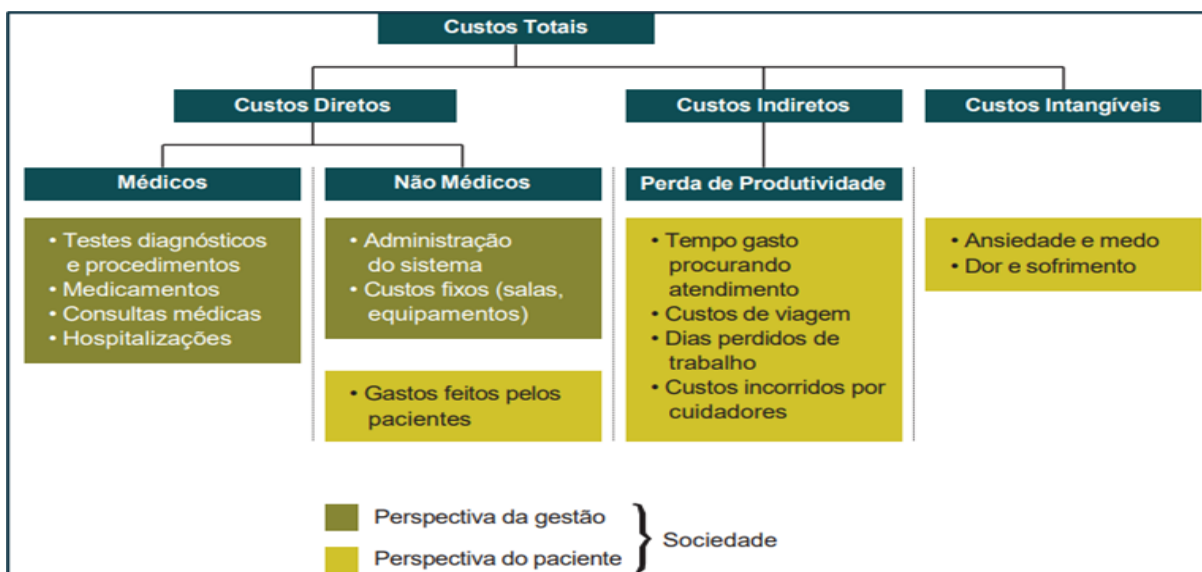 Custos Totais
Custos Diretos
Custos Indiretos
Custos Intangíveis
Médicos
Não Médicos
Perda de Produtividade
• Testes diagnósticos
e procedimentos
• Medicamentos
• Consultas médicas
• Hospitalizações
• Administração
do sistema
• Custos fixos (salas,
equipamentos)
• Gastos feitos pelos
pacientes
• Tempo gasto
procurando
atendimento
• Custos de viagem
• Dias perdidos de
trabalho
• Custos incorridos por
cuidadores
• Ansiedade e medo
• Dor e sofrimento
Perspectiva da gestão
Perspectiva do paciente
Sociedade